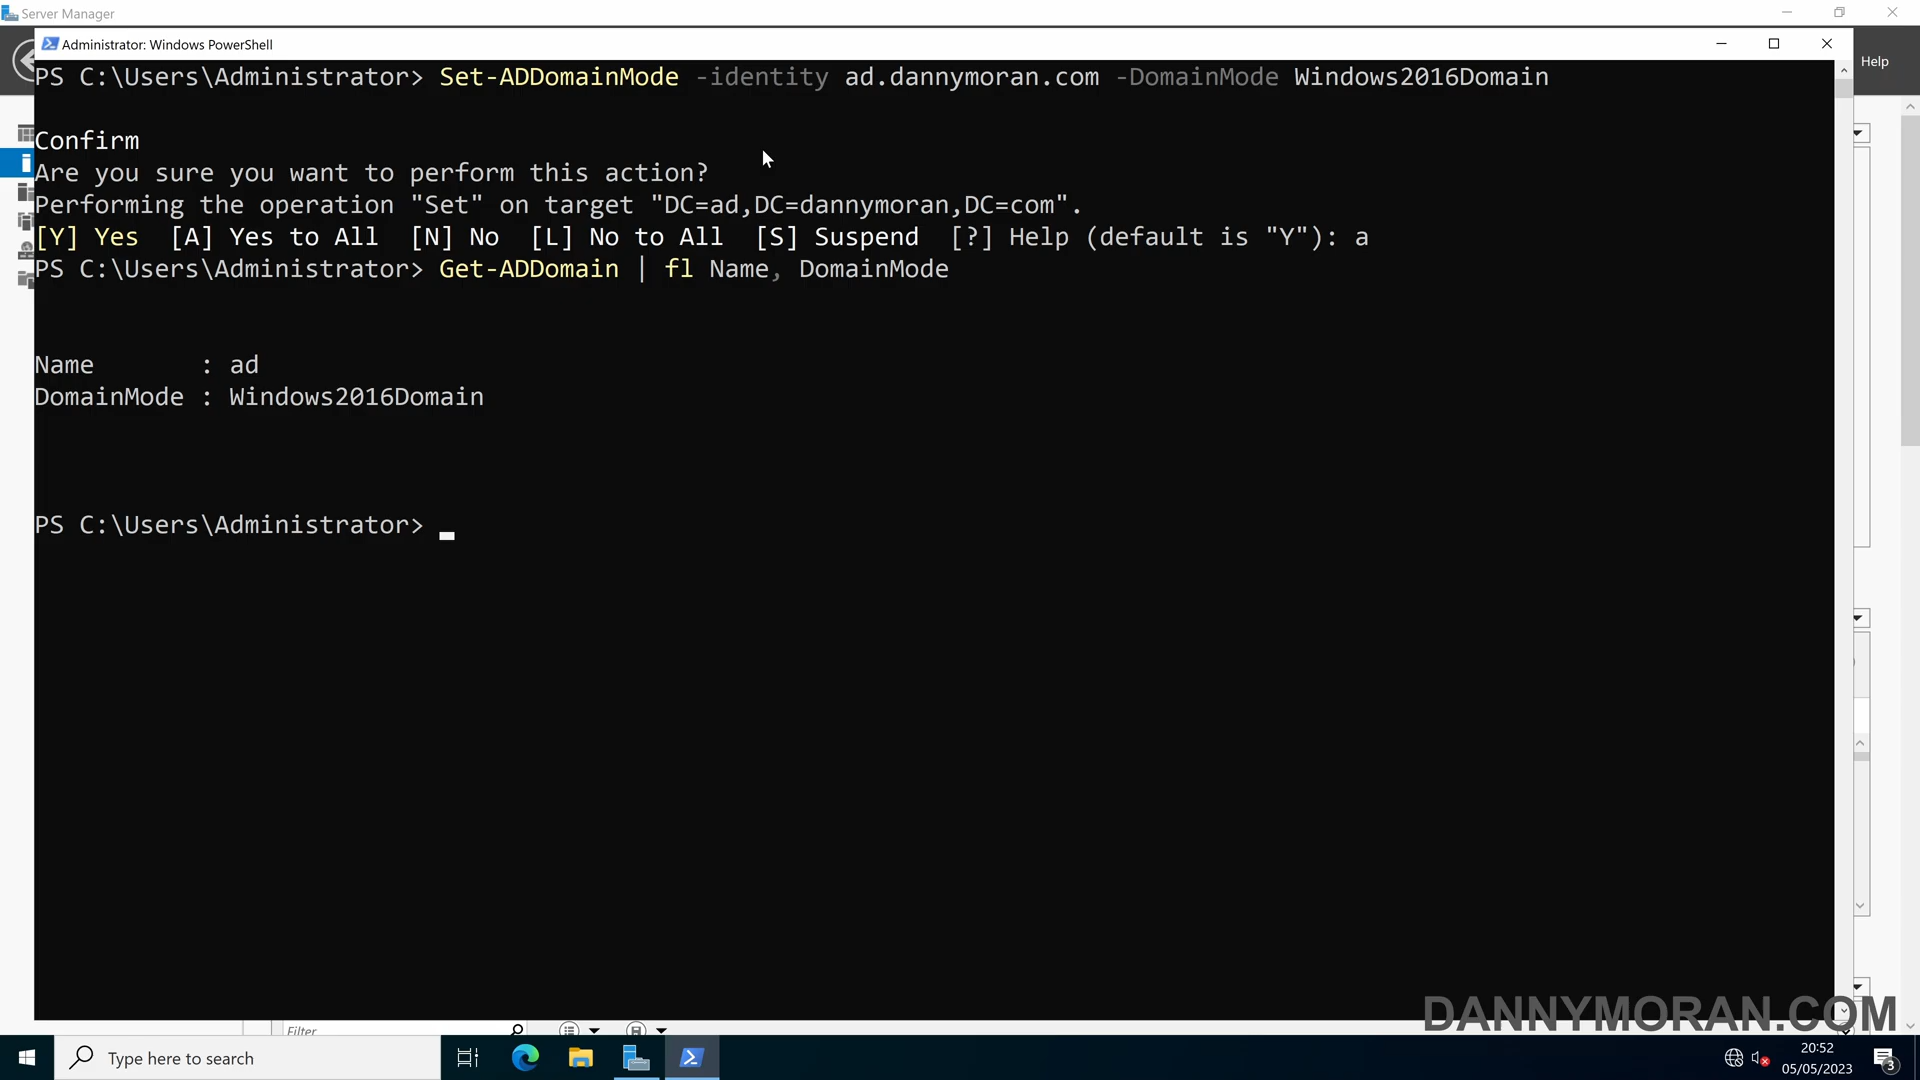 Server Manager
Administrator: Windows PowerShell
Help
PS C:\Users\Administrator> Set-ADDomainMode -identity ad.dannymoran.com -DomainMode Windows2016Domain
Confirm
Are you sure you want to perform this action?
Performing the operation "Set" on target "DC=ad,DC=dannymoran,DC=com".
[Y] Yes  [A] Yes to All  [N] No  [L] No to All  [S] Suspend  [?] Help (default is "Y"): a
PS C:\Users\Administrator> Get-ADDomain | fl Name, DomainMode
Name       : ad
DomainMode : Windows2016Domain
PS C:\Users\Administrator>
DANNYMORAN.COM
Filter
Type here to search
20:52
05/05/2023
3